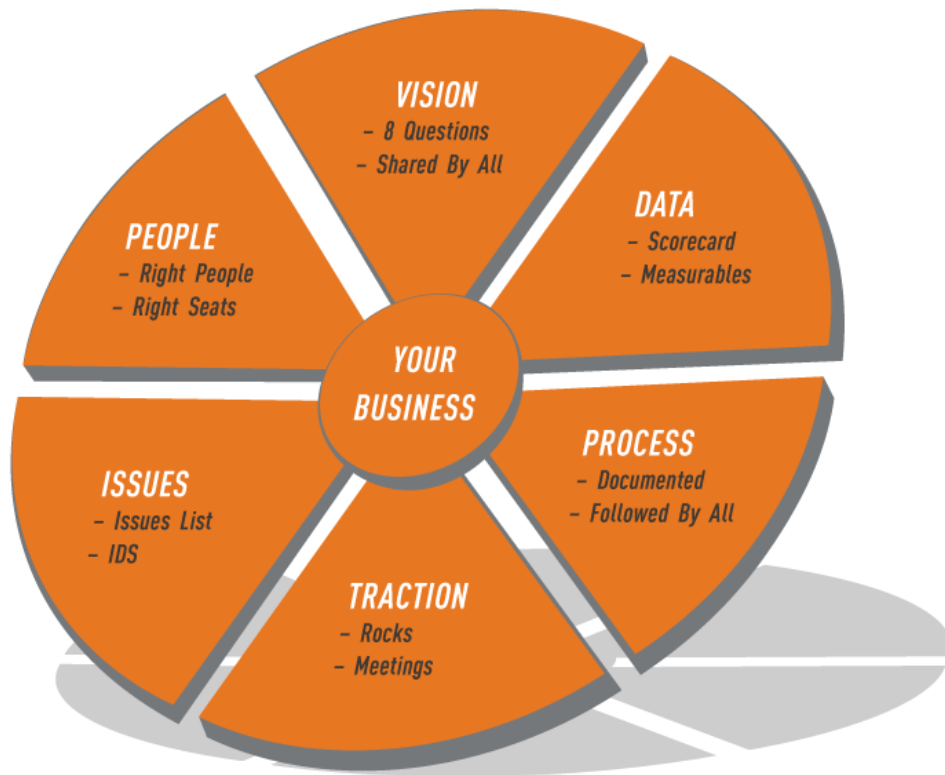 VISION
– 8 Questions
– Shared By All
DATA
– Scorecard
– Measurables
PEOPLE
– Right People
– Right Seats
YOUR
BUSINESS
PROCESS
– Documented
– Followed By All
ISSUES
– Issues List
– IDS
TRACTION
– Rocks
– Meetings